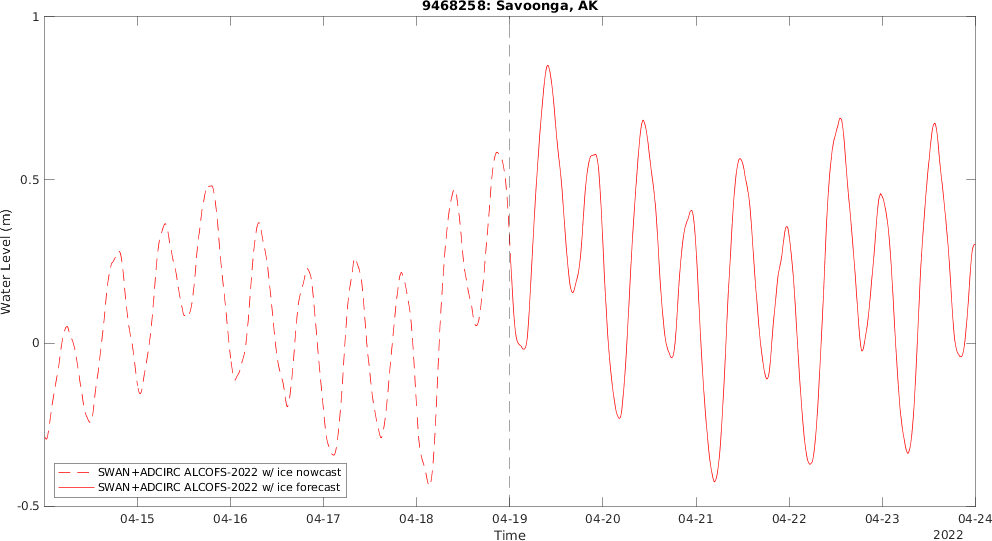 9468258: Savoonga, AK
1
0.5
0
-0.5
Water Level (m)
SWAN+ADCIRC ALCOFS-2022 w/ ice nowcast
SWAN+ADCIRC ALCOFS-2022 w/ ice forecast
04-15 04-16 04-17 04-18 04-19 04-20 04-21 04-22 04-23 04-24
Time
2022